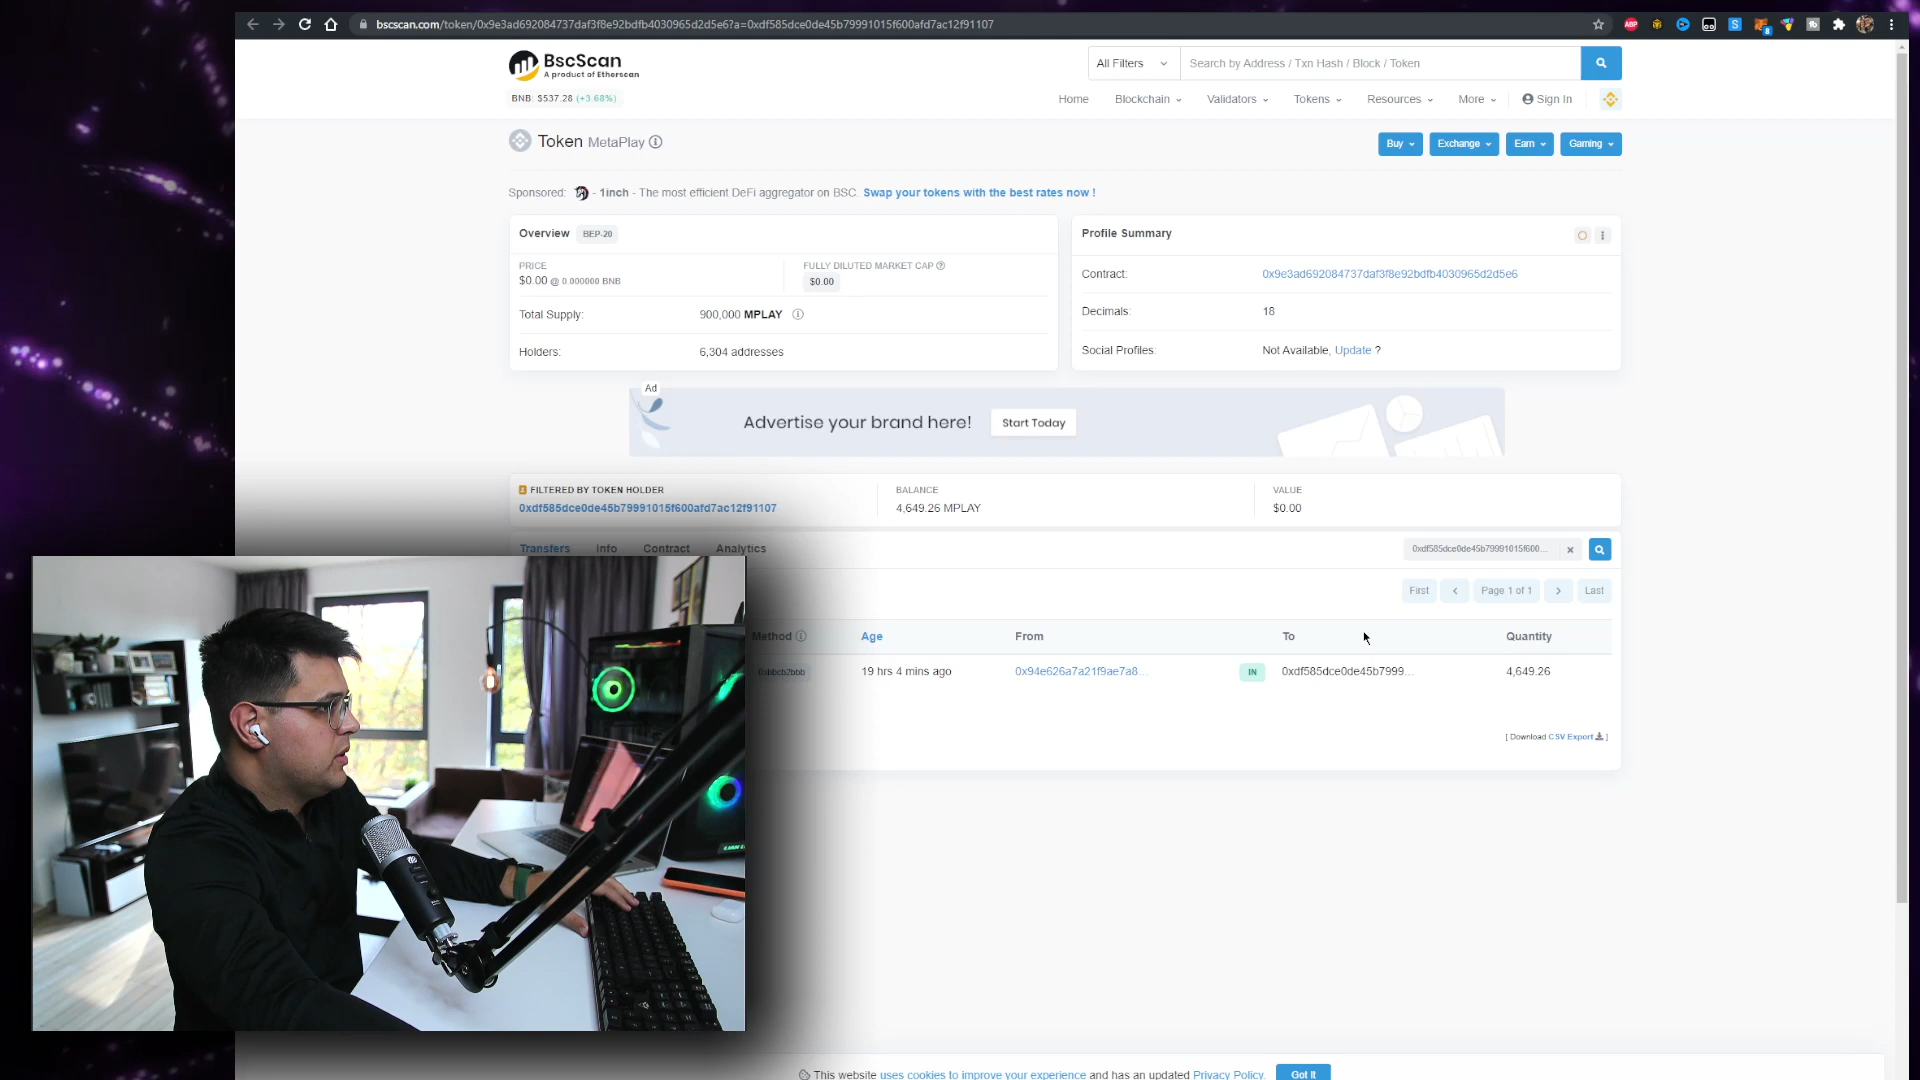 bscscan.com/token/0x9e3ad692084737daf3f8e92bdfb4030965d2d5e6?a=0xdf585dce0de45b79991015f600afd7ac12f91107
ABP
S
8
BscScan
A product of Etherscan
All Filters
Search by Address / Txn Hash / Block / Token
BNB: $537.28 (+3.68%)
Home Blockchain Validators Tokens Resources More Sign In
Token MetaPlay
Buy Exchange Earn Gaming
Sponsored: - 1inch - The most efficient DeFi aggregator on BSC. Swap your tokens with the best rates now !
Overview BEP-20
PRICE
$0.00 @ 0.000000 BNB
FULLY DILUTED MARKET CAP
$0.00
Total Supply: 900,000 MPLAY
Holders: 6,304 addresses
Profile Summary
Contract: 0x9e3ad692084737daf3f8e92bdfb4030965d2d5e6
Decimals: 18
Social Profiles: Not Available, Update ?
Ad
Advertise your brand here! Start Today
FILTERED BY TOKEN HOLDER
0xdf585dce0de45b79991015f600afd7ac12f91107
BALANCE
4,649.26 MPLAY
VALUE
$0.00
Transfers Info Contract Analytics
0xdf585dce0de45b79991015f600...
First Page 1 of 1 Last
Method Age From To Quantity
0xbbcb2bbb 19 hrs 4 mins ago 0x94e626a7a21f9ae7a8... IN 0xdf585dce0de45b7999... 4,649.26
[ Download CSV Export ]
This website uses cookies to improve your experience and has an updated Privacy Policy. Got It